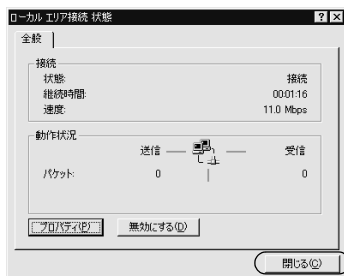 ローカル エリア接続 状態
全般
接続
状態: 接続
継続時間: 00:01:16
速度: 11.0 Mbps
動作状況
送信 — — 受信
パケット: 0 | 0
プロパティ(P) 無効にする(D)
閉じる(C)